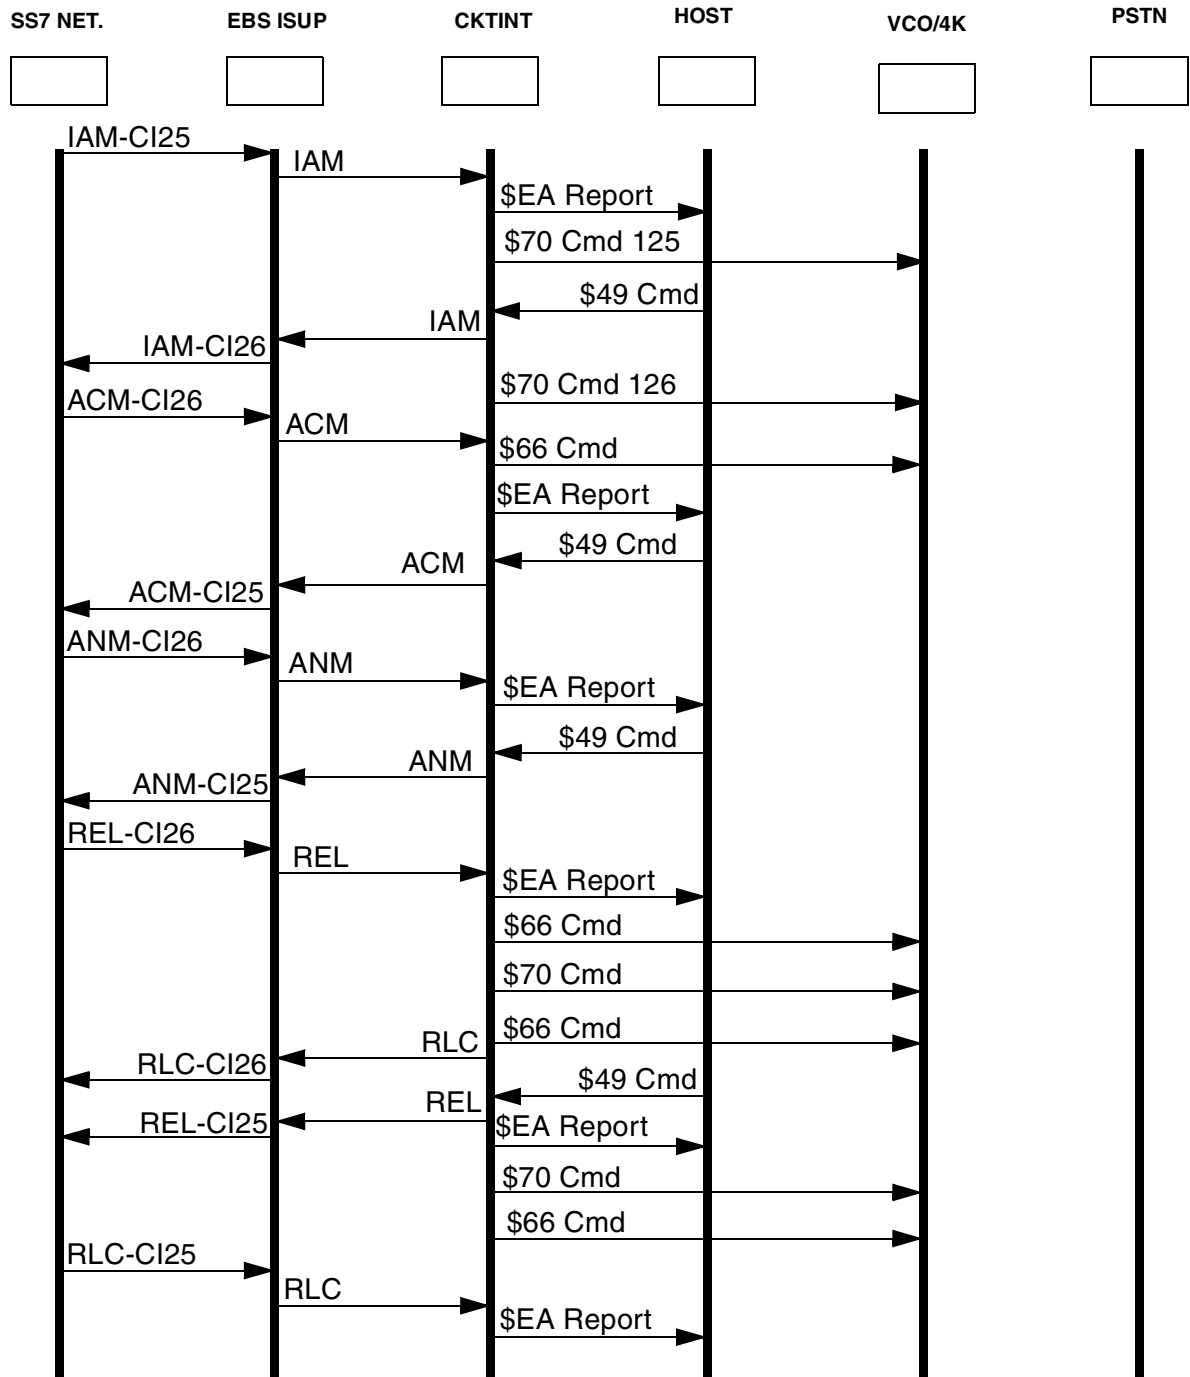 SS7 NET. EBS ISUP CKTINT HOST VCO/4K PSTN
IAM-CI25
IAM
$EA Report
$70 Cmd 125
$49 Cmd
IAM
IAM-CI26
$70 Cmd 126
ACM-CI26
ACM
$66 Cmd
$EA Report
$49 Cmd
ACM
ACM-CI25
ANM-CI26
ANM
$EA Report
$49 Cmd
ANM
ANM-CI25
REL-CI26
REL
$EA Report
$66 Cmd
$70 Cmd
$66 Cmd
RLC
RLC-CI26
$49 Cmd
REL
REL-CI25
$EA Report
$70 Cmd
$66 Cmd
RLC-CI25
RLC
$EA Report